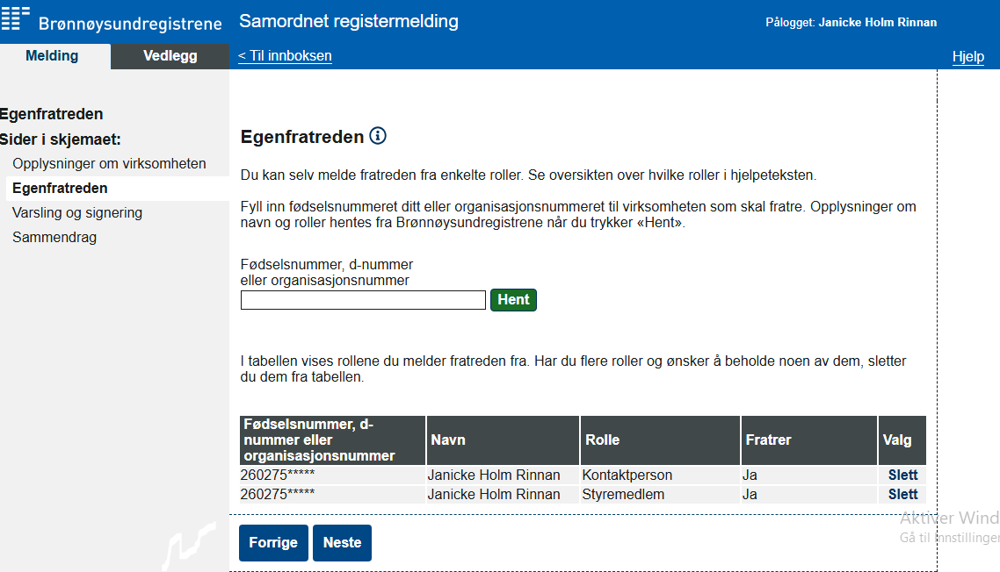 Brønnøysundregistrene
Samordnet registermelding
Pålogget: Janicke Holm Rinnan
Melding
Vedlegg
< Til innboksen
Hjelp
Egenfratreden
Sider i skjemaet:
Opplysninger om virksomheten
Egenfratreden
Varsling og signering
Sammendrag
Egenfratreden
Du kan selv melde fratreden fra enkelte roller. Se oversikten over hvilke roller i hjelpeteksten.
Fyll inn fødselsnummeret ditt eller organisasjonsnummeret til virksomheten som skal fratre. Opplysninger om
navn og roller hentes fra Brønnøysundregistrene når du trykker «Hent».
Fødselsnummer, d-nummer
eller organisasjonsnummer
Hent
I tabellen vises rollene du melder fratreden fra. Har du flere roller og ønsker å beholde noen av dem, sletter
du dem fra tabellen.
Fødselsnummer, d-
nummer eller
organisasjonsnummer
Navn
Rolle
Fratrer
Valg
260275***** Janicke Holm Rinnan Kontaktperson Ja Slett
260275***** Janicke Holm Rinnan Styremedlem Ja Slett
Aktiver Wind
Gå til Innstillinger
Forrige
Neste